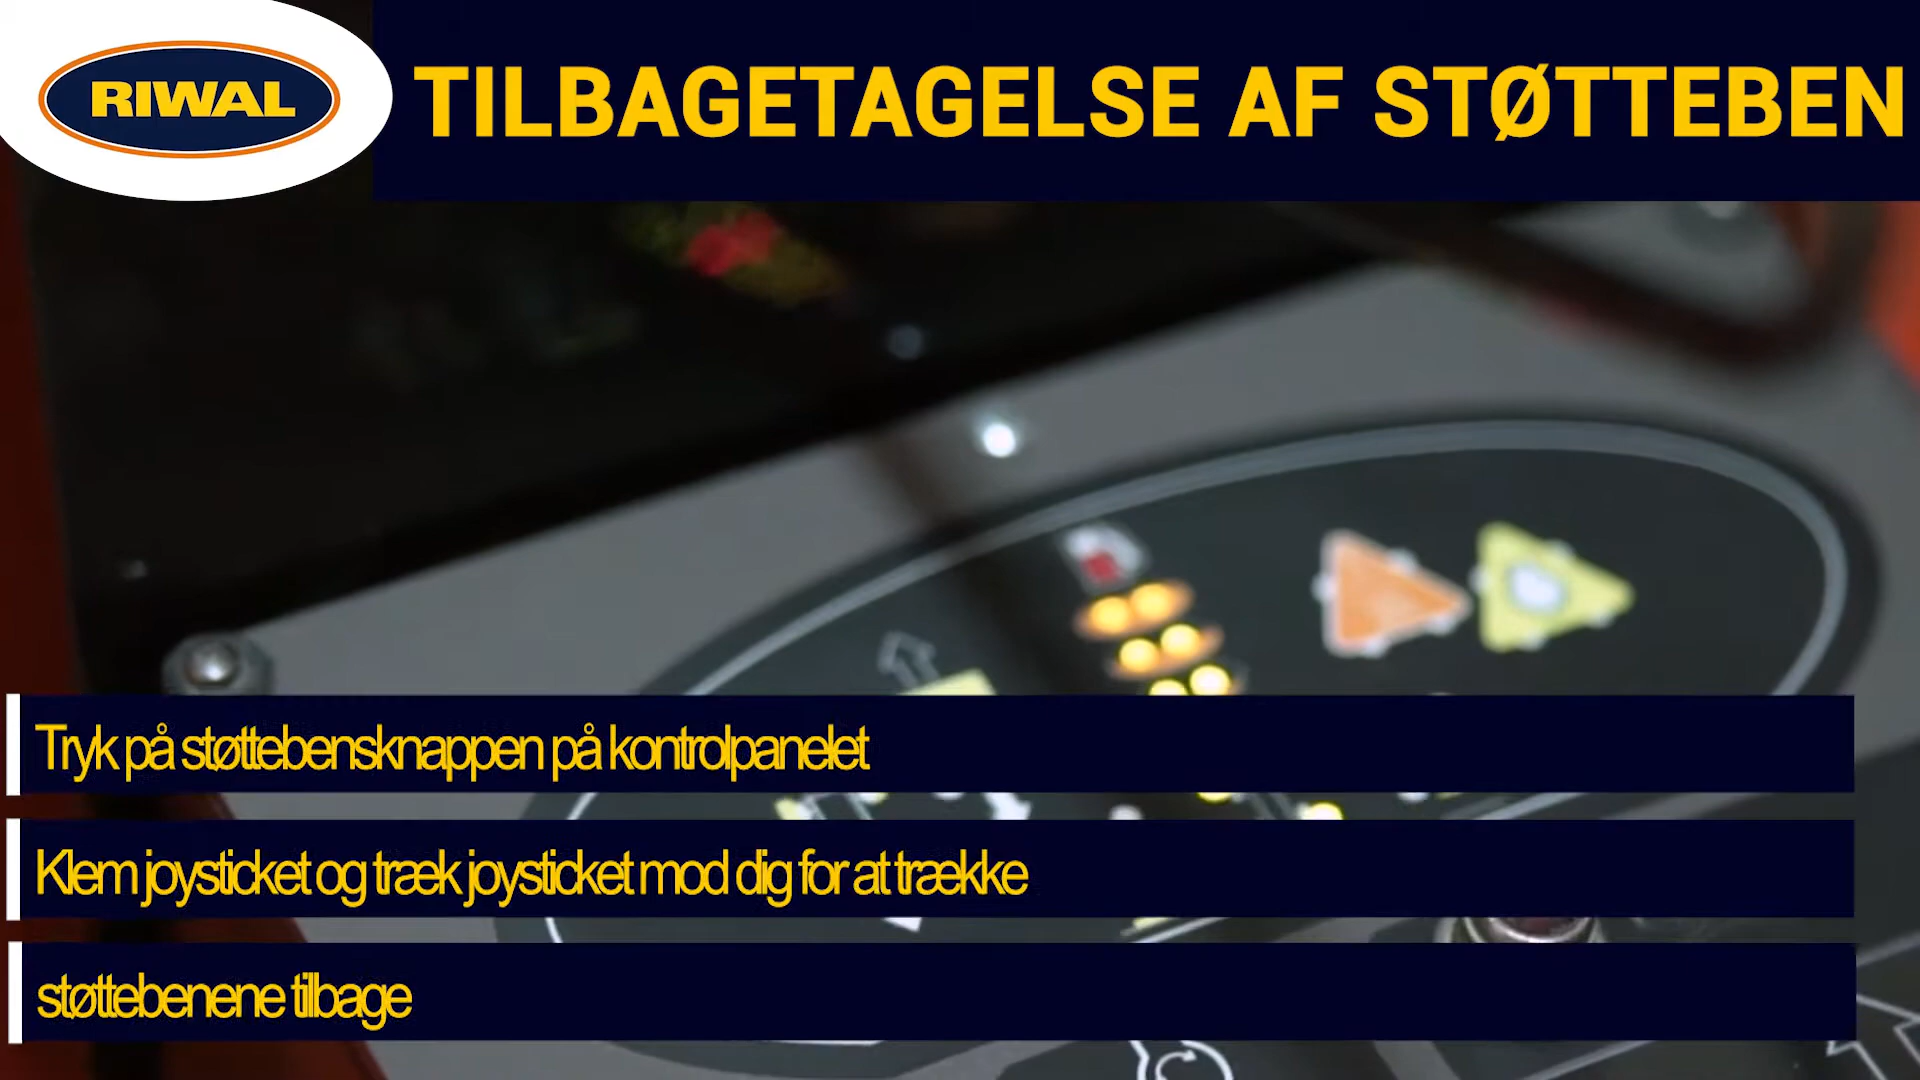 RIWAL
TILBAGETAGELSE AF STØTTEBEN
Tryk på støttebensknappen på kontrolpanelet
Klem joysticket og træk joysticket mod dig for at trække
støttebenene tilbage